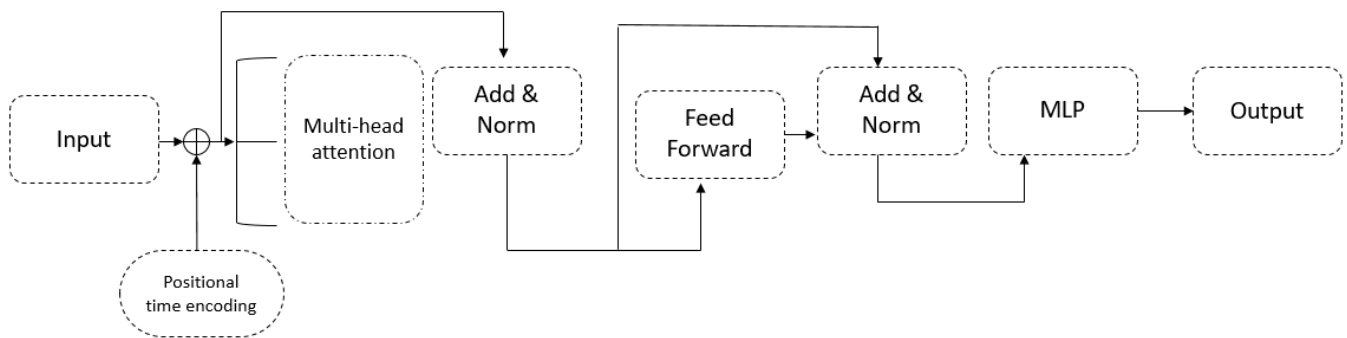 Input
Positional
time encoding
Multi-head
attention
Add &
Norm
Feed
Forward
Add &
Norm
MLP
Output